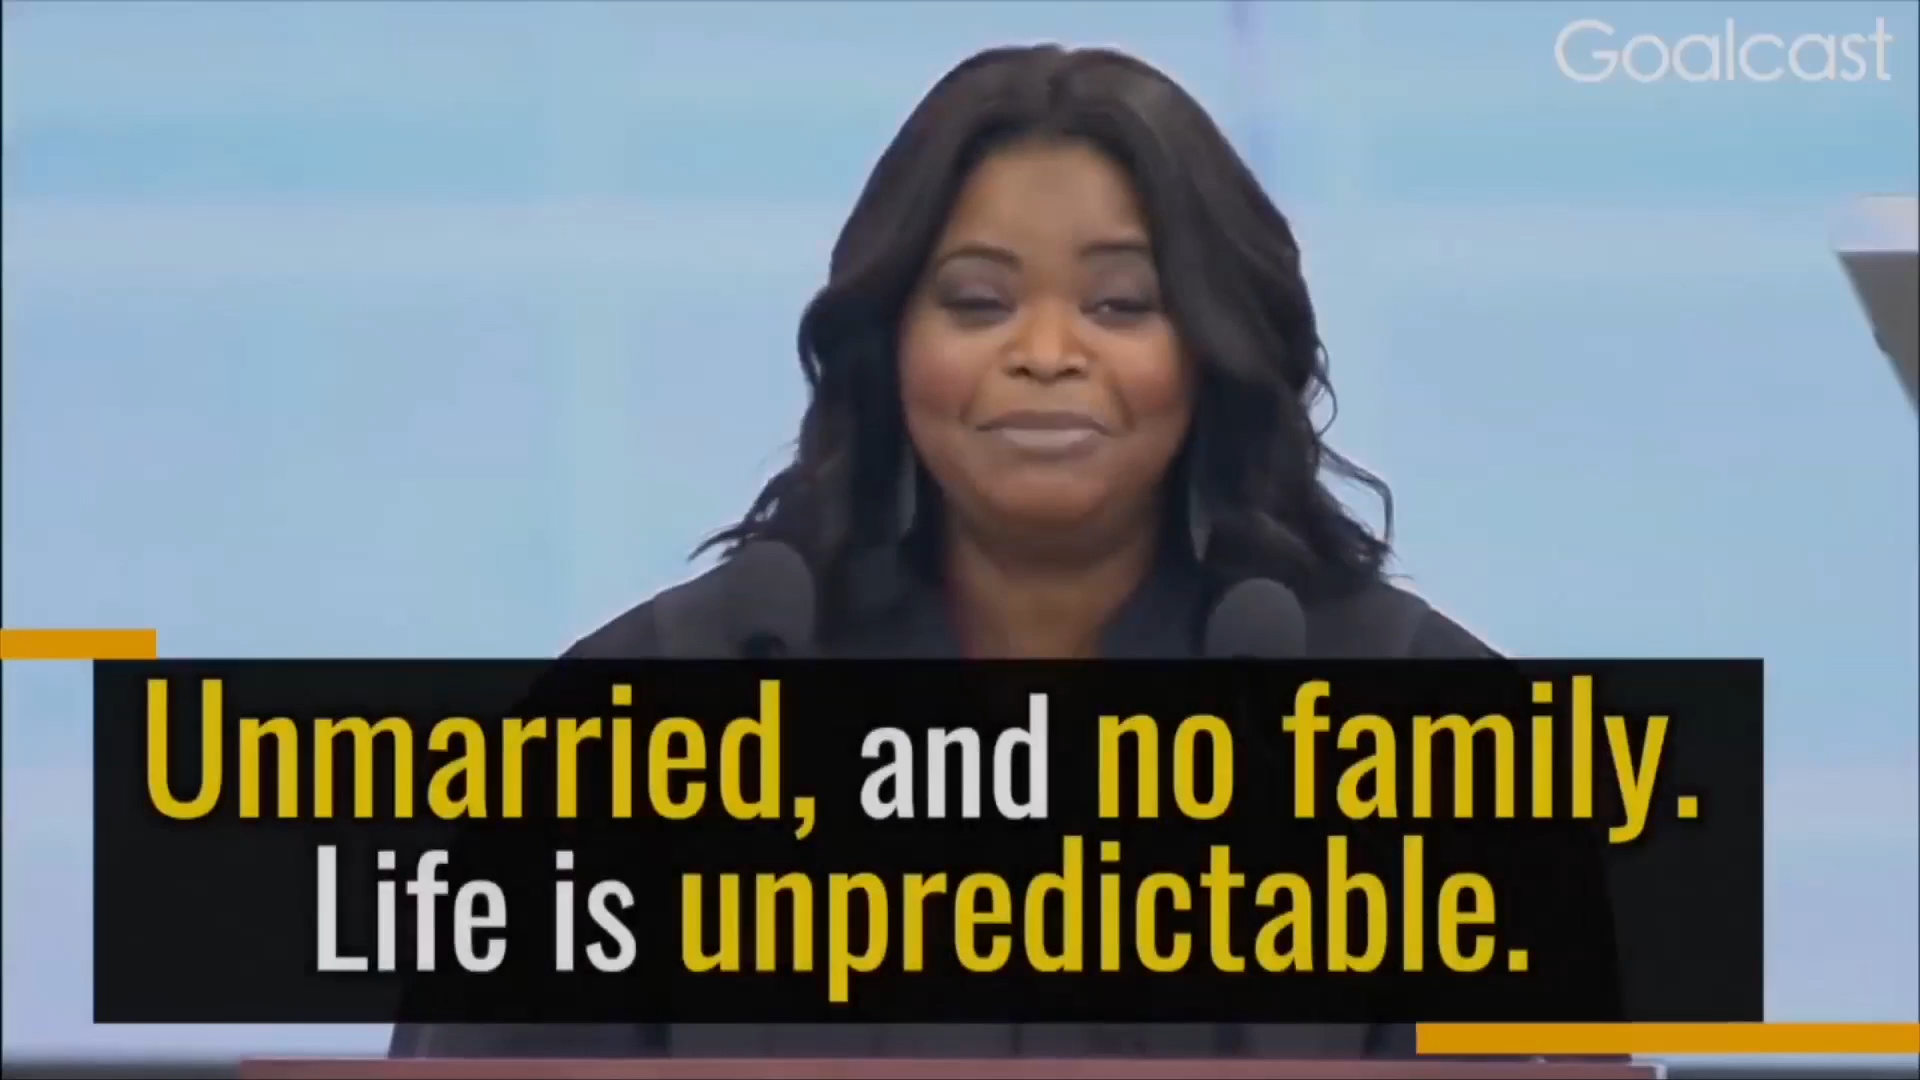 Goalcast
Unmarried, and no family.
Life is unpredictable.